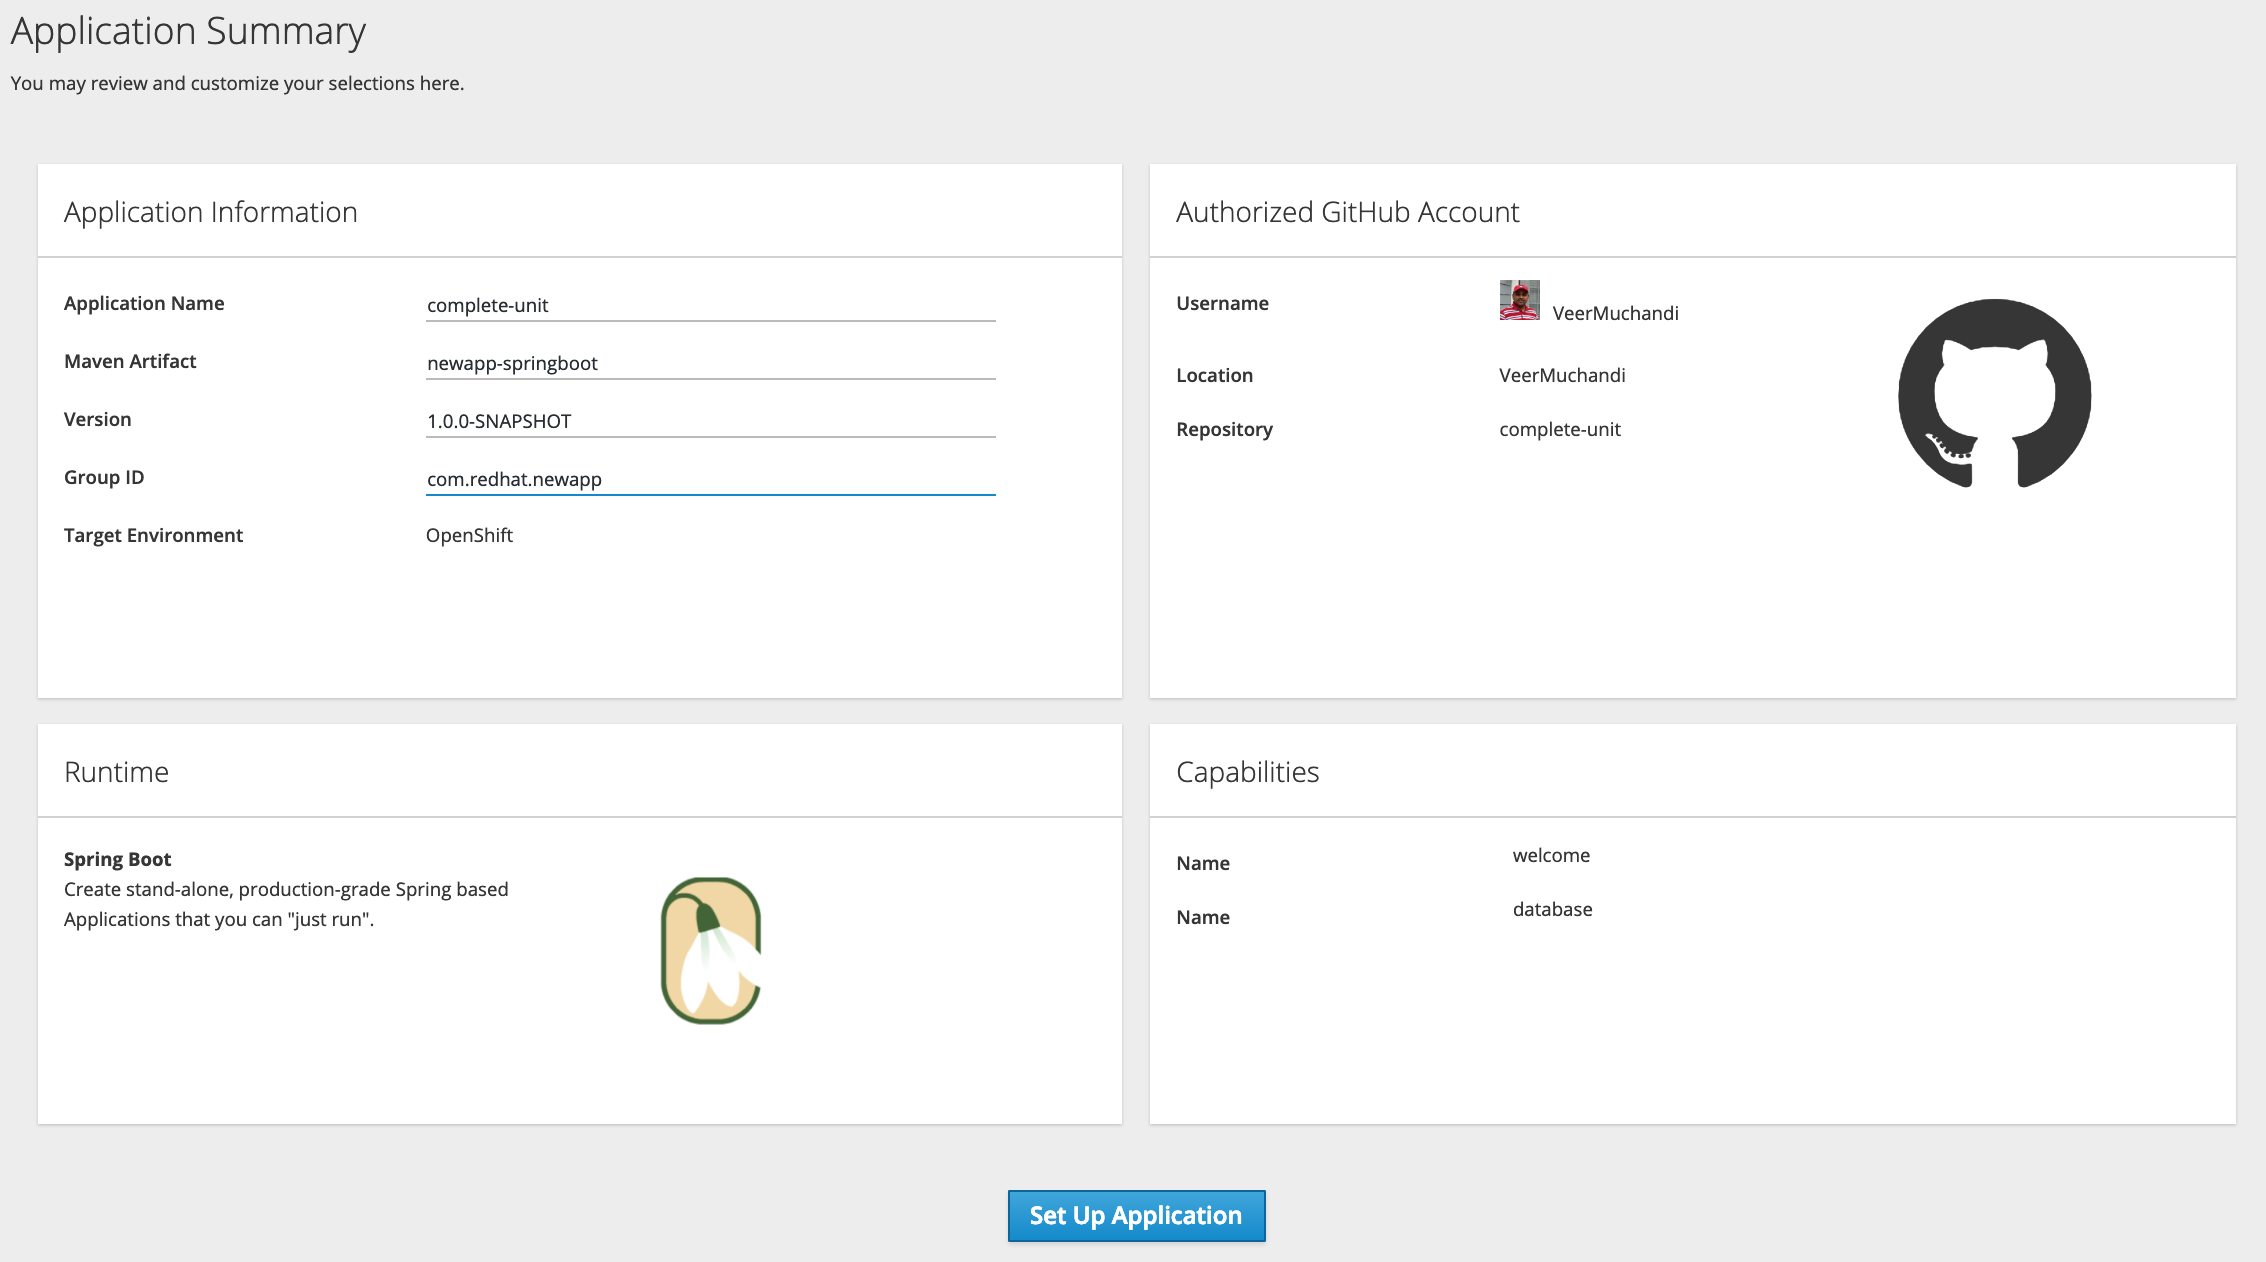 Application Summary
You may review and customize your selections here.
Application Information
Application Name complete-unit
Maven Artifact newapp-springboot
Version 1.0.0-SNAPSHOT
Group ID com.redhat.newapp
Target Environment OpenShift
Authorized GitHub Account
Username VeerMuchandi
Location VeerMuchandi
Repository complete-unit
Runtime
Spring Boot
Create stand-alone, production-grade Spring based
Applications that you can "just run".
Capabilities
Name welcome
Name database
Set Up Application